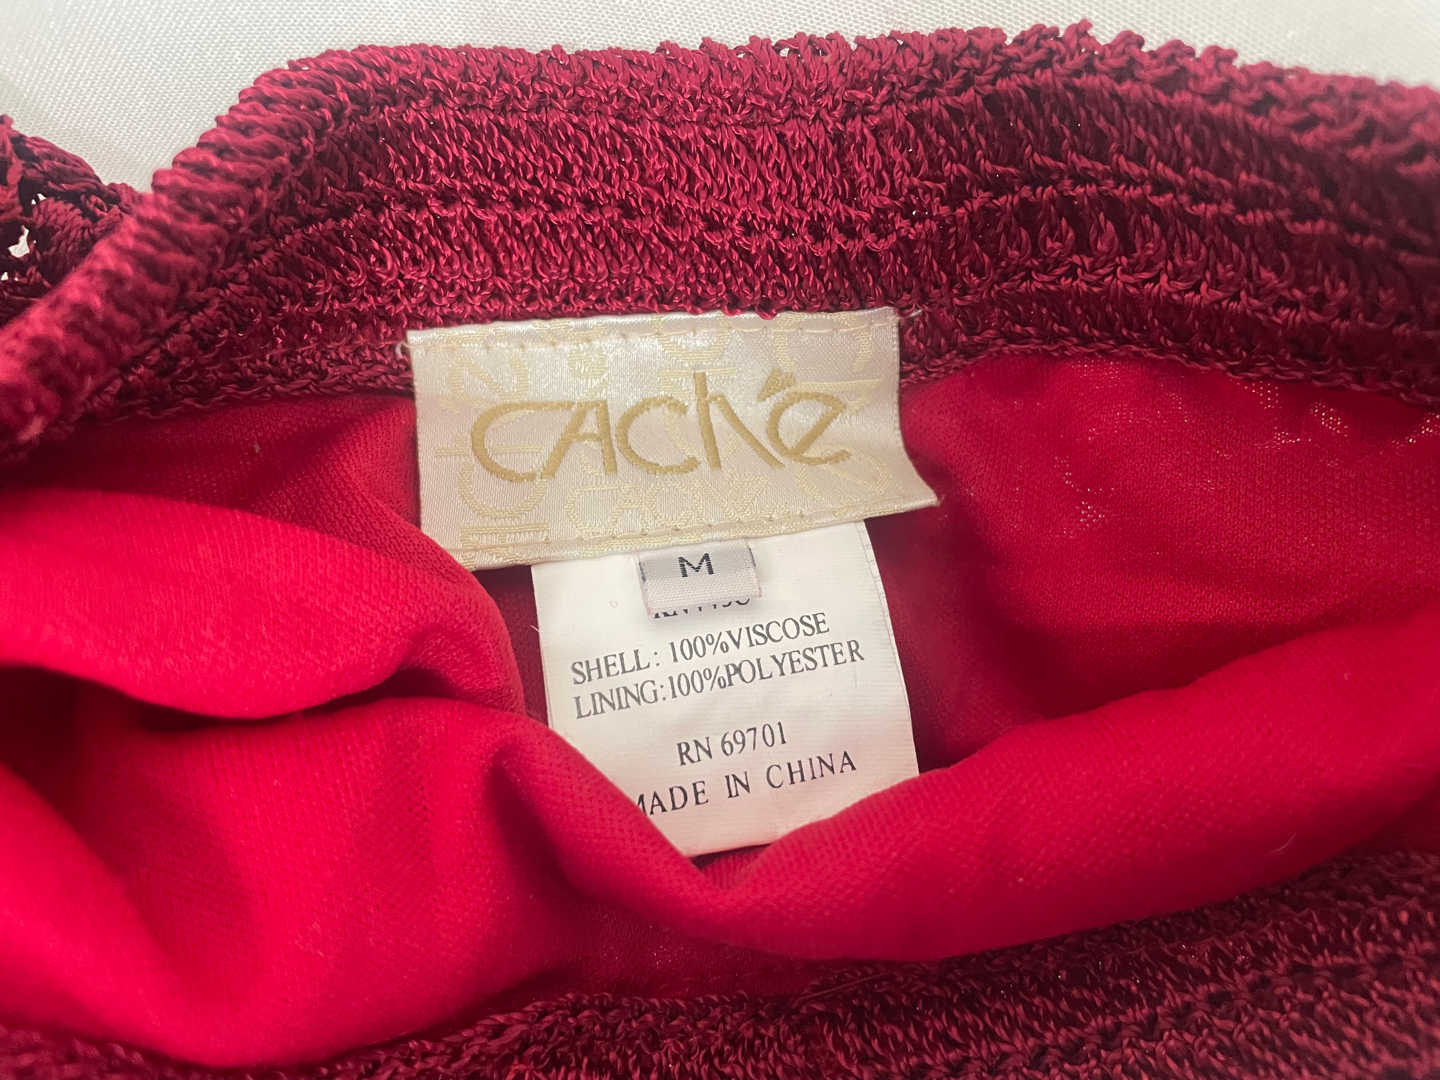 CACHÉ
M
SHELL: 100%VISCOSE
LINING:100%POLYESTER
RN 69701
MADE IN CHINA